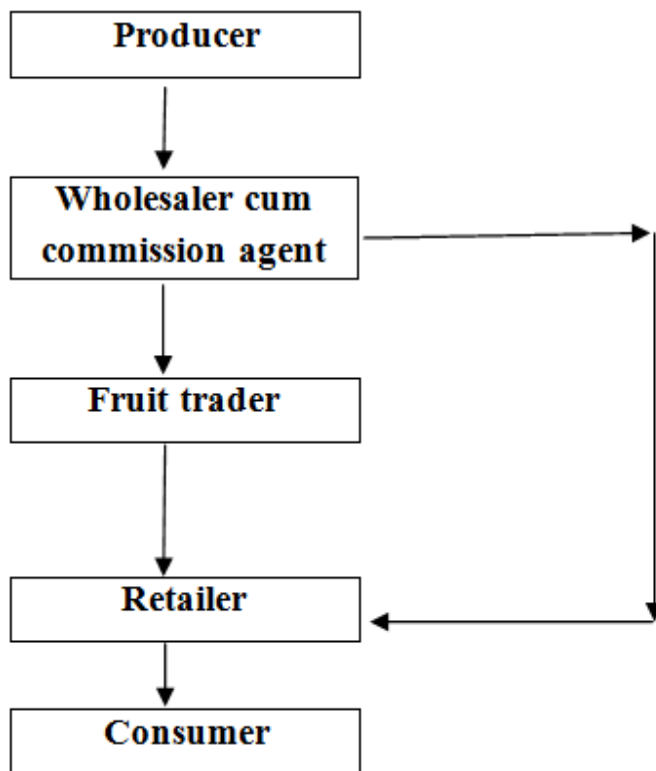 Producer
Wholesaler cum
commission agent
Fruit trader
Retailer
Consumer